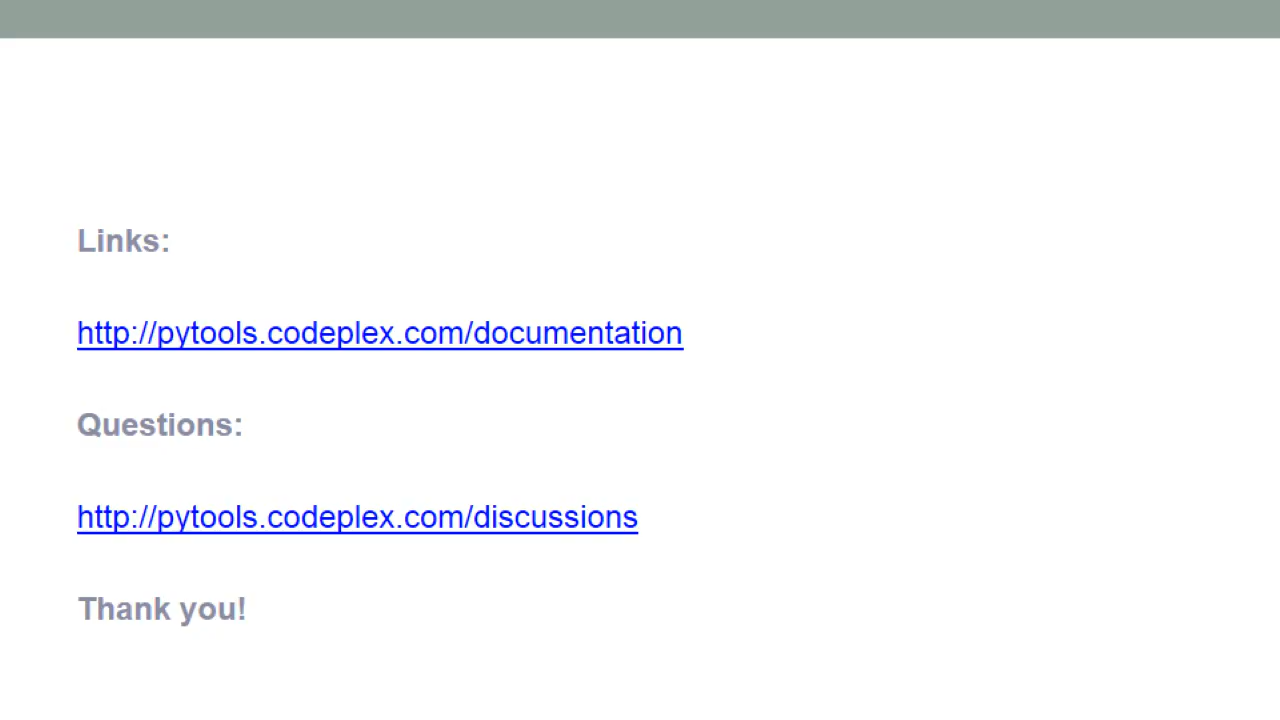 Links:
http://pytools.codeplex.com/documentation
Questions:
http://pytools.codeplex.com/discussions
Thank you!